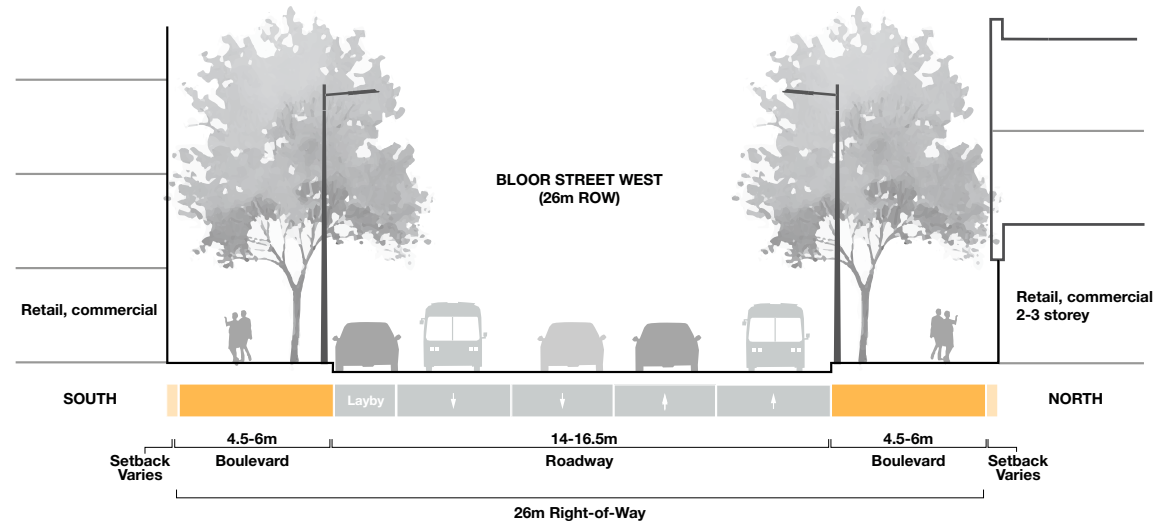 BLOOR STREET WEST
(26m ROW)
Retail, commercial
Retail, commercial
2-3 storey
SOUTH
Layby
NORTH
4.5-6m
14-16.5m
4.5-6m
Setback
Varies
Boulevard
Roadway
Boulevard
Setback
Varies
26m Right-of-Way